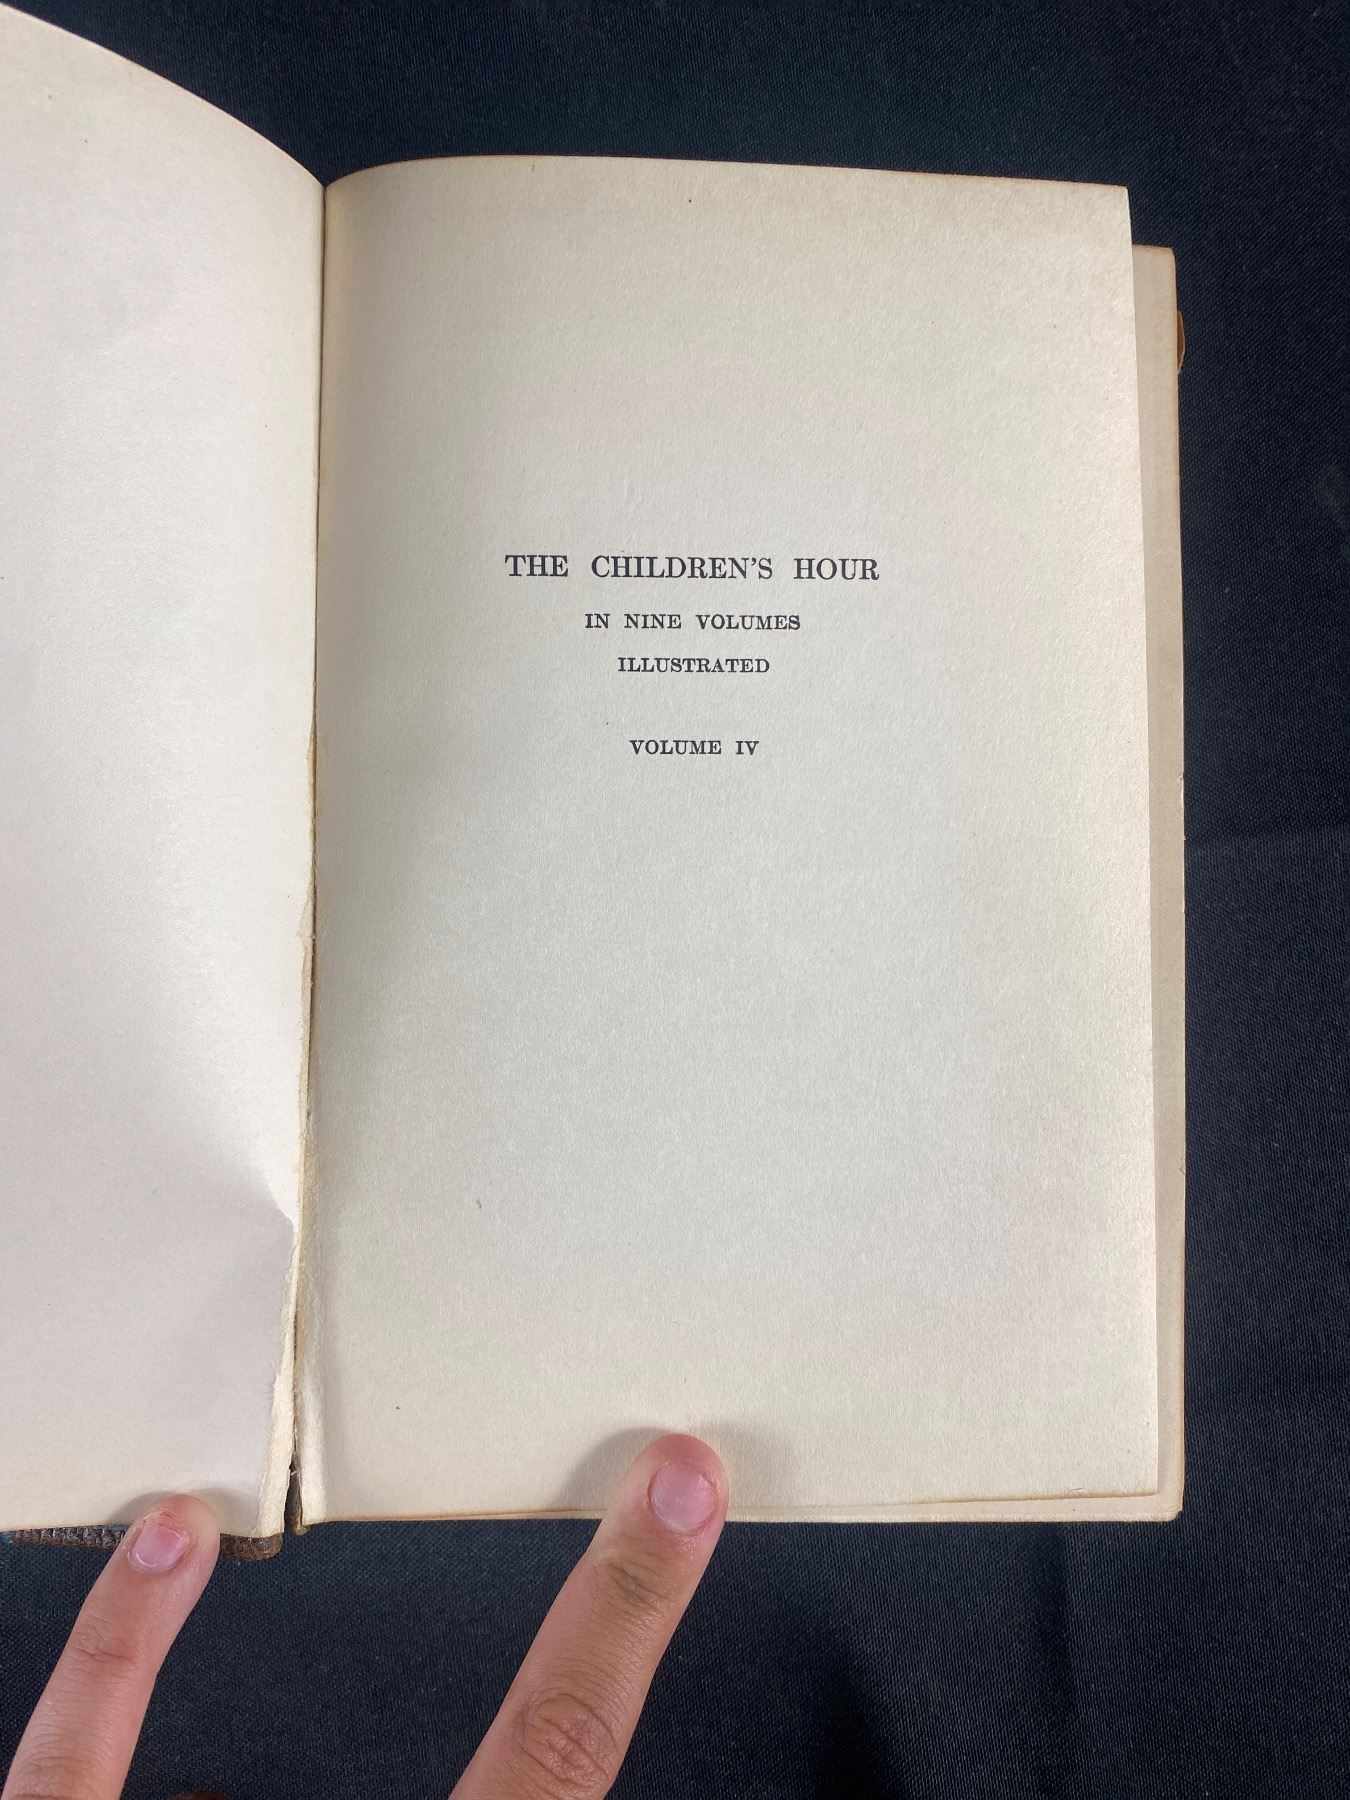 THE CHILDREN'S HOUR
IN NINE VOLUMES
ILLUSTRATED
VOLUME IV